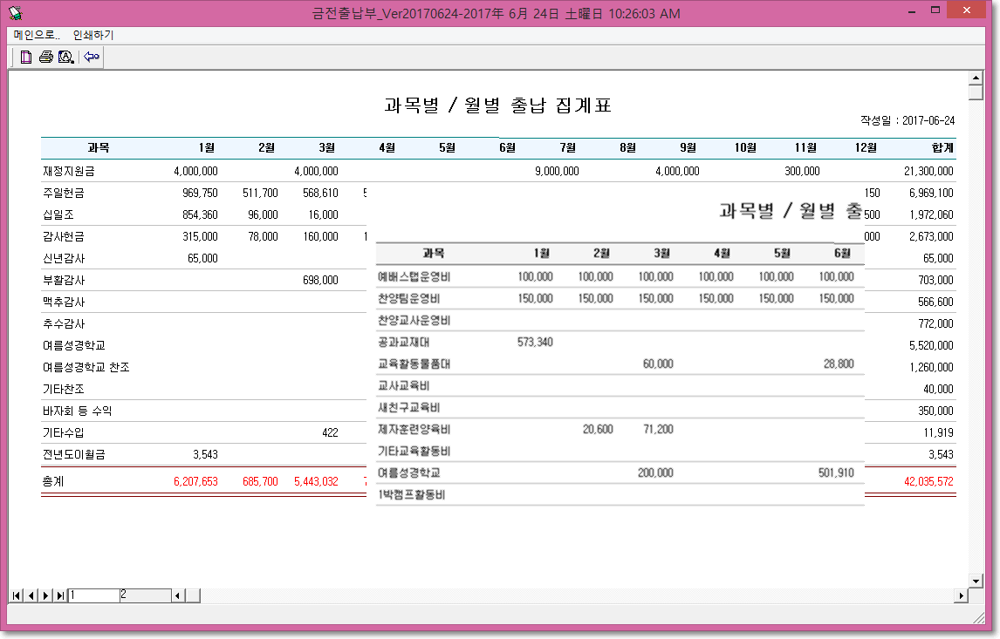 금전출납부_Ver20170624-2017年 6月 24日 土曜日 10:26:03 AM
메인으로.. 인쇄하기
과목별 / 월별 출납 집계표
작성일 : 2017-06-24
과목 1월 2월 3월 4월 5월 6월 7월 8월 9월 10월 11월 12월 합계
재정지원금 4,000,000 4,000,000 9,000,000 4,000,000 300,000 21,300,000
주일헌금 969,750 511,700 568,610 5 150 6,969,100
십일조 854,360 96,000 16,000 500 1,972,060
감사헌금 315,000 78,000 160,000 1 000 2,673,000
신년감사 65,000 65,000
부활감사 698,000 703,000
맥추감사 566,600
추수감사 772,000
여름성경학교 5,520,000
여름성경학교 찬조 1,260,000
기타찬조 40,000
바자회 등 수익 350,000
기타수입 422 11,919
전년도이월금 3,543 3,543
총계 6,207,653 685,700 5,443,032 42,035,572
과목별 / 월별 출
과목 1월 2월 3월 4월 5월 6월
예배스텝운영비 100,000 100,000 100,000 100,000 100,000 100,000
찬양팀운영비 150,000 150,000 150,000 150,000 150,000 150,000
찬양교사운영비
공과교재대 573,340
교육활동물품대 60,000 28,800
교사교육비
새친구교육비
제자훈련양육비 20,600 71,200
기타교육활동비
여름성경학교 200,000 501,910
1박캠프활동비
1 2